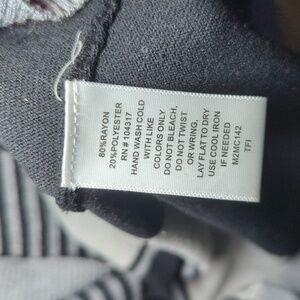 80%RAYON
20%POLYESTER
RN # 104317
HAND WASH COLD
WITH LIKE
COLORS ONLY
DO NOT BLEACH,
DO NOT TWIST
OR WRING,
LAY FLAT TO DRY
USE COOL IRON
IF NEEDED
M2MC142
TFI